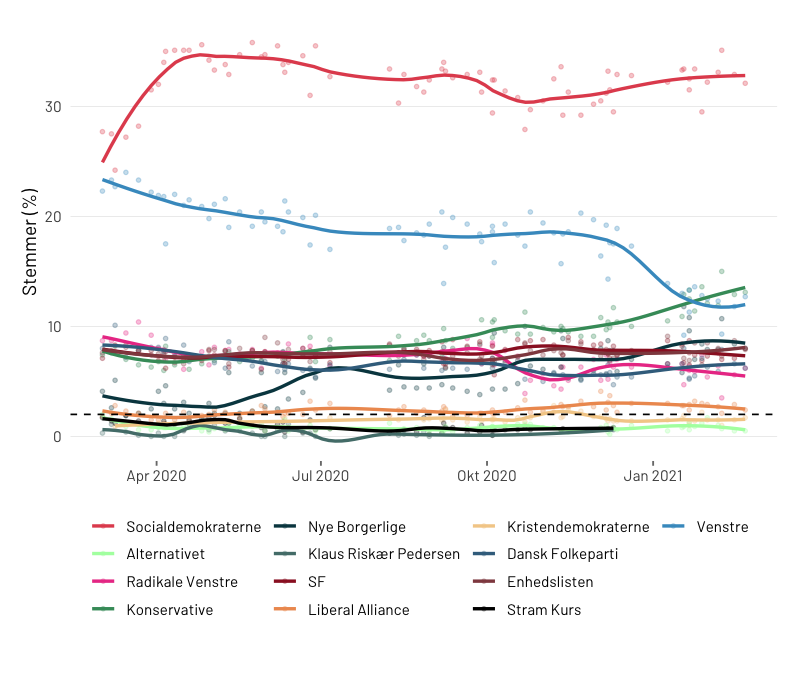 Stemmer (%)
30
20
10
0
Apr 2020 Jul 2020 Okt 2020 Jan 2021
Socialdemokraterne Nye Borgerlige Kristendemokraterne Venstre
Alternativet Klaus Riskær Pedersen Dansk Folkeparti
Radikale Venstre SF Enhedslisten
Konservative Liberal Alliance Stram Kurs